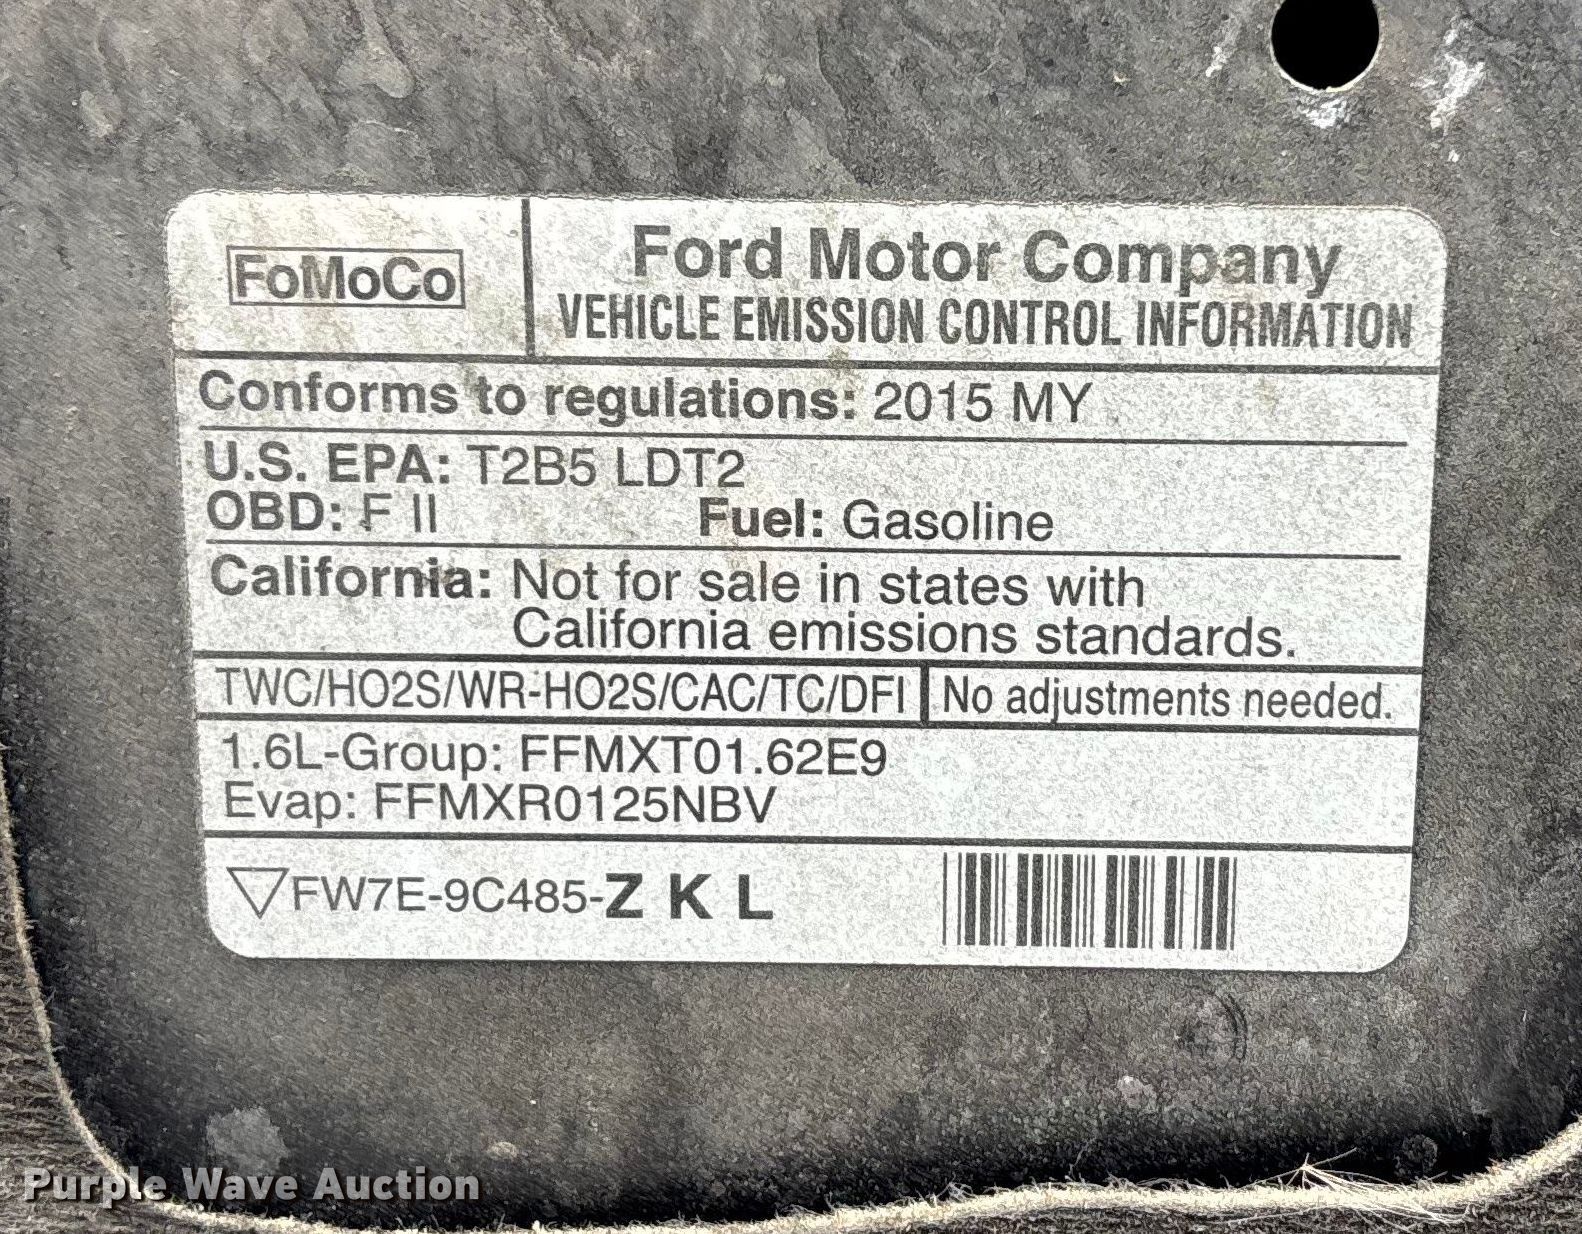 FoMoCo
Ford Motor Company
VEHICLE EMISSION CONTROL INFORMATION
Conforms to regulations: 2015 MY
U.S. EPA: T2B5 LDT2
OBD: F II Fuel: Gasoline
California: Not for sale in states with
California emissions standards.
TWC/HO2S/WR-HO2S/CAC/TC/DFI No adjustments needed.
1.6L-Group: FFMXT01.62E9
Evap: FFMXR0125NBV
FW7E-9C485-Z K L
Purple Wave Auction